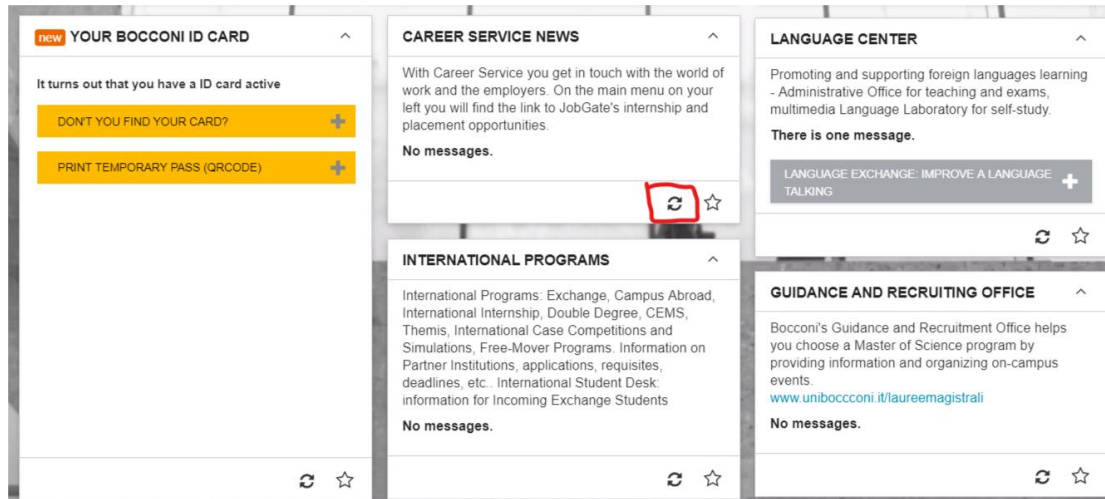 new YOUR BOCCONI ID CARD
It turns out that you have a ID card active
DON'T YOU FIND YOUR CARD?
PRINT TEMPORARY PASS (QRCODE)
CAREER SERVICE NEWS
With Career Service you get in touch with the world of
work and the employers. On the main menu on your
left you will find the link to JobGate's internship and
placement opportunities.
No messages.
INTERNATIONAL PROGRAMS
International Programs: Exchange, Campus Abroad,
International Internship, Double Degree, CEMS,
Themis, International Case Competitions and
Simulations, Free-Mover Programs. Information on
Partner Institutions, applications, requisites,
deadlines, etc.. International Student Desk:
information for Incoming Exchange Students
No messages.
LANGUAGE CENTER
Promoting and supporting foreign languages learning
- Administrative Office for teaching and exams,
multimedia Language Laboratory for self-study.
There is one message.
LANGUAGE EXCHANGE: IMPROVE A LANGUAGE
TALKING
GUIDANCE AND RECRUITING OFFICE
Bocconi's Guidance and Recruitment Office helps
you choose a Master of Science program by
providing information and organizing on-campus
events.
www.uniboccconi.it/laureemagistrali
No messages.